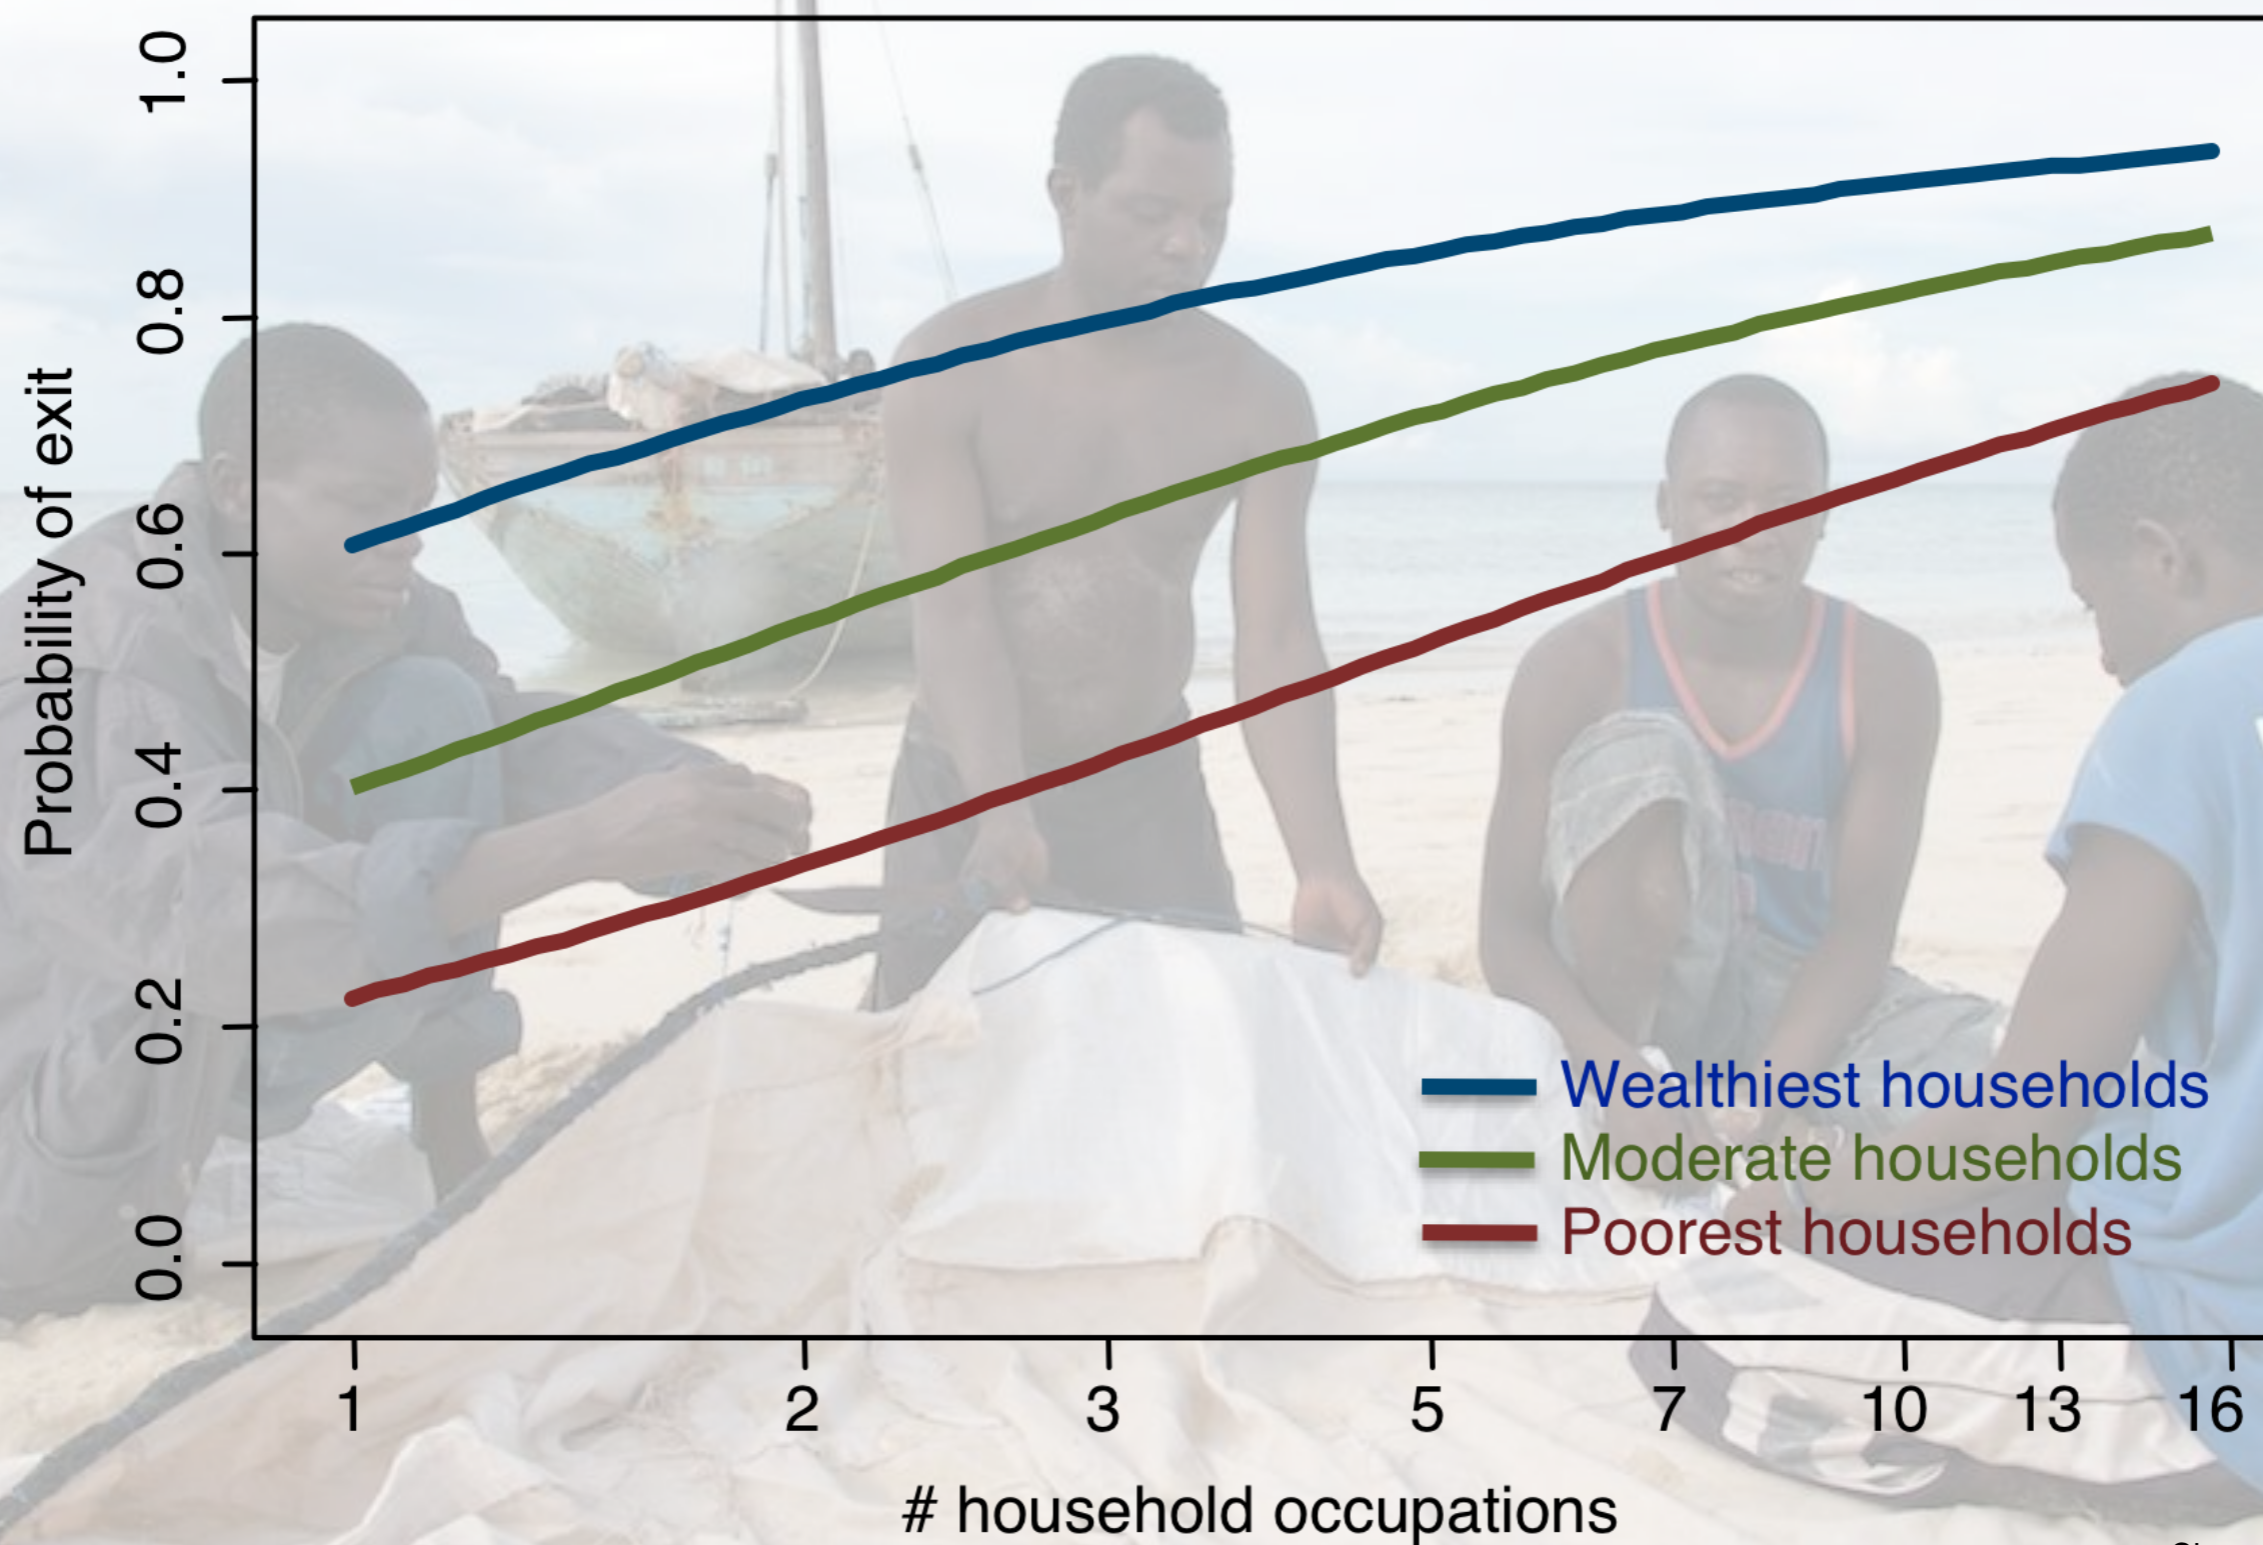 1.0
0.8
0.6
0.4
0.2
0.0
Probability of exit
Wealthiest households
Moderate households
Poorest households
1 2 3 5 7 10 13 16
# household occupations